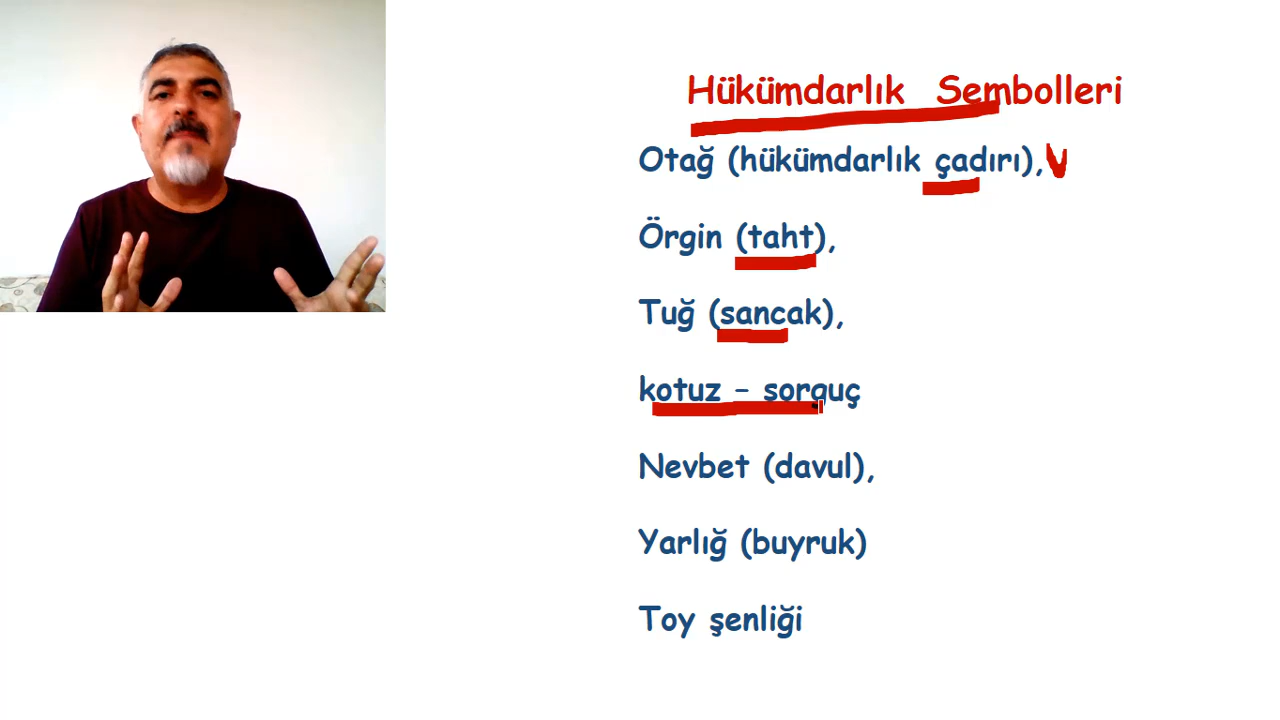 Hükümdarlık Sembolleri
Otağ (hükümdarlık çadırı),
Örgin (taht),
Tuğ (sancak),
kotuz – sorguç
Nevbet (davul),
Yarlığ (buyruk)
Toy şenliği